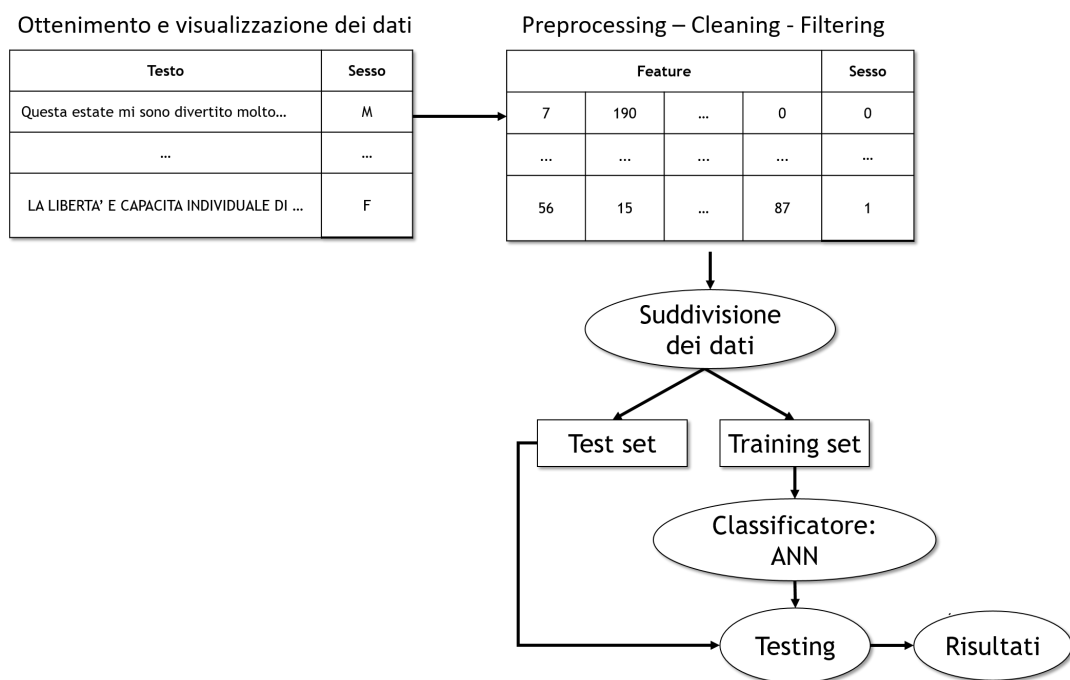 Ottenimento e visualizzazione dei dati
Testo Sesso
Questa estate mi sono divertito molto... M
... ...
LA LIBERTA' E CAPACITA INDIVIDUALE DI ... F
Preprocessing – Cleaning - Filtering
Feature Sesso
7 190 ... 0 0
... ... ... ... ...
56 15 ... 87 1
Suddivisione
dei dati
Test set
Training set
Classificatore:
ANN
Testing
Risultati